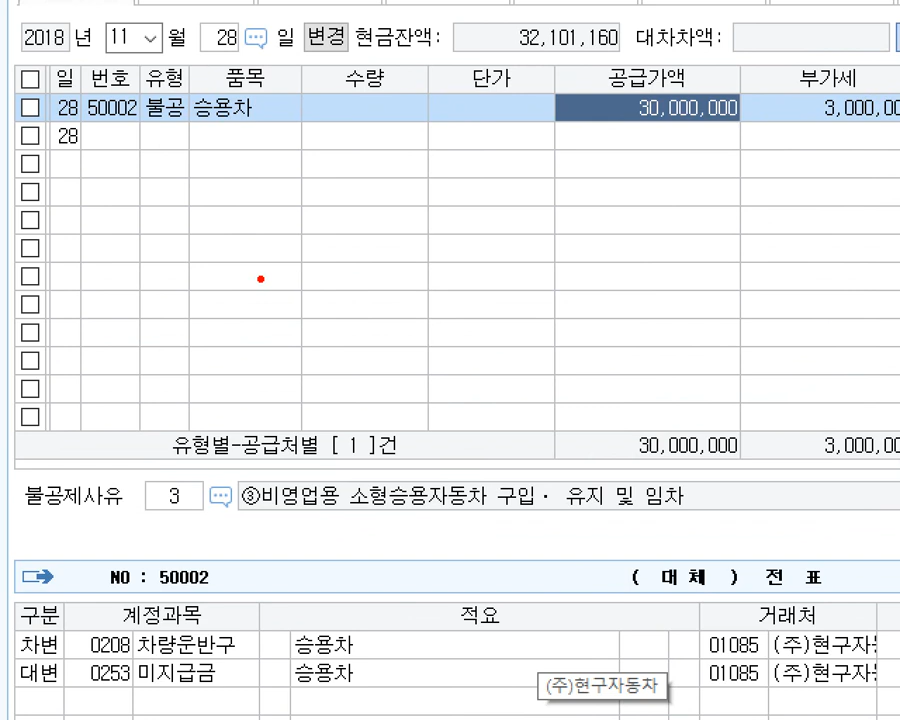 2018 년 11 월 28 일 변경 현금잔액: 32,101,160 대차차액:
일 번호 유형 품목 수량 단가 공급가액 부가세
28 50002 불공 승용차 30,000,000 3,000,00
28
유형별-공급처별 [ 1 ]건 30,000,000 3,000,00
불공제사유 3 ③비영업용 소형승용자동차 구입· 유지 및 임차
NO : 50002 ( 대 체 ) 전 표
구분 계정과목 적요 거래처
차변 0208 차량운반구 승용차 01085 (주)현구자동
대변 0253 미지급금 승용차 01085 (주)현구자동
(주)현구자동차